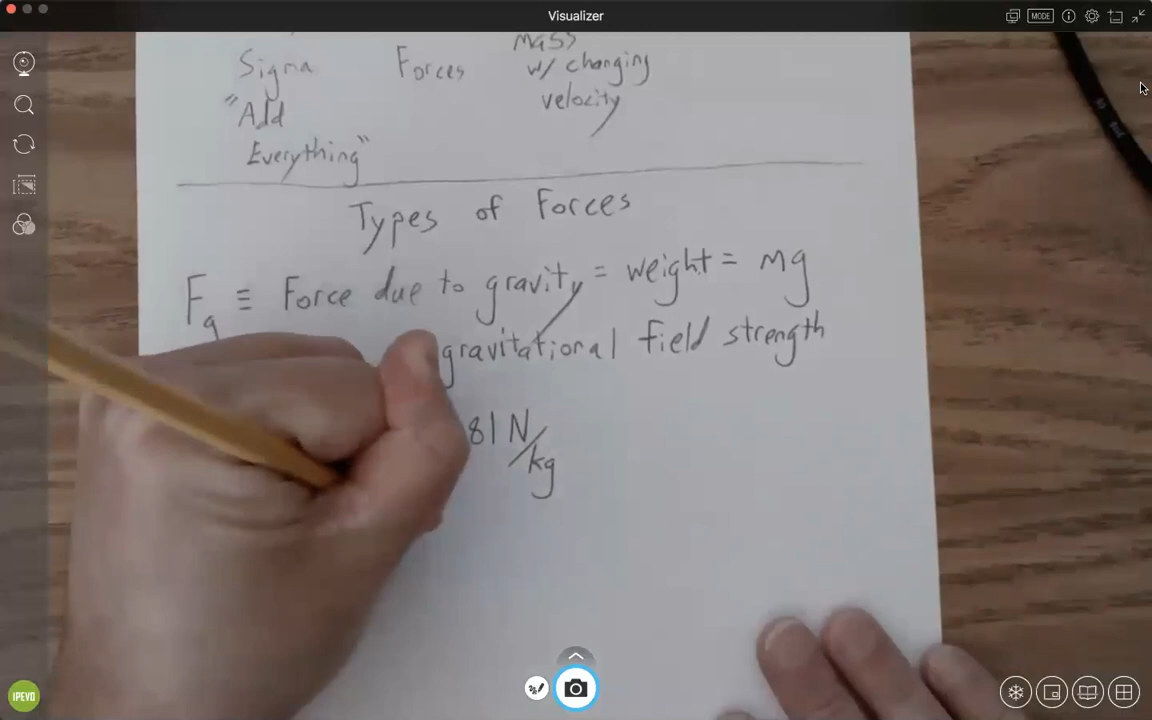 Visualizer
MODE
mass
Sigma Forces w/ changing
"Add velocity
Everything"
Types of Forces
Fg ≡ Force due to gravity = weight = mg
gravitational field strength
81 N/kg
IPEVO